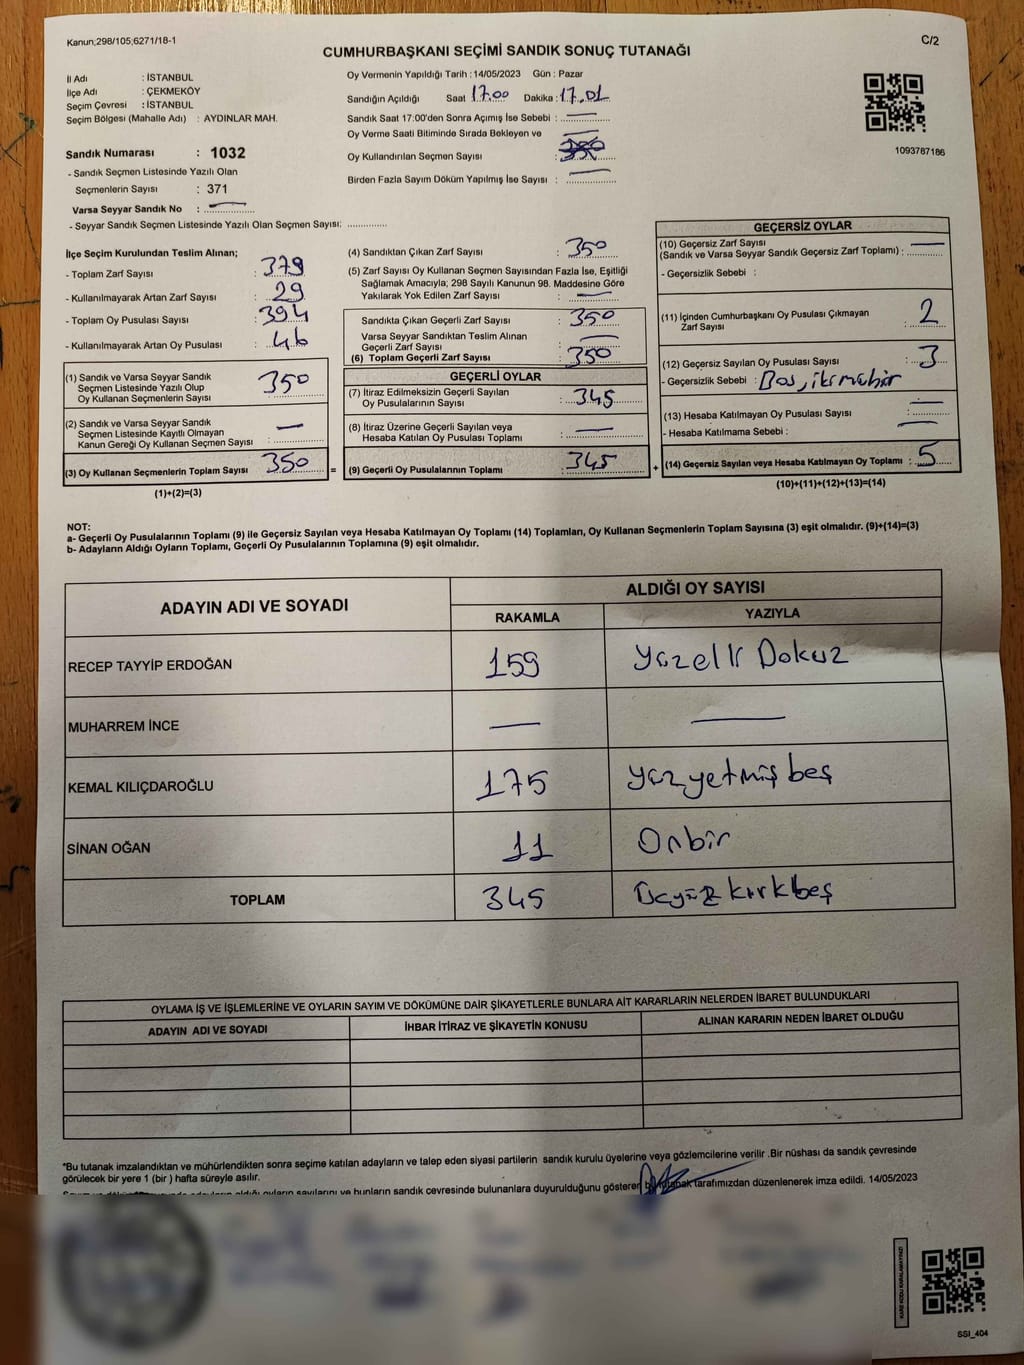 Kanun;298/105;6271/18-1
C/2
CUMHURBAŞKANI SEÇİMİ SANDIK SONUÇ TUTANAĞI
İl Adı : İSTANBUL
İlçe Adı : ÇEKMEKÖY
Seçim Çevresi : İSTANBUL
Seçim Bölgesi (Mahalle Adı) : AYDINLAR MAH.
Sandık Numarası : 1032
- Sandık Seçmen Listesinde Yazılı Olan
Seçmenlerin Sayısı : 371
Varsa Seyyar Sandık No : —
- Seyyar Sandık Seçmen Listesinde Yazılı Olan Seçmen Sayısı: ..............
Oy Vermenin Yapıldığı Tarih : 14/05/2023 Gün : Pazar
Sandığın Açıldığı Saat 17.00 Dakika : 17.01
Sandık Saat 17:00'den Sonra Açımış İse Sebebi : —
Oy Verme Saati Bitiminde Sırada Bekleyen ve —
Oy Kullandırılan Seçmen Sayısı :
Birden Fazla Sayım Döküm Yapılmış İse Sayısı : —
1093787186
İlçe Seçim Kurulundan Teslim Alınan;
- Toplam Zarf Sayısı : 379
- Kullanılmayarak Artan Zarf Sayısı : 29
- Toplam Oy Pusulası Sayısı : 394
- Kullanılmayarak Artan Oy Pusulası : 46
(1) Sandık ve Varsa Seyyar Sandık
Seçmen Listesinde Yazılı Olup
Oy Kullanan Seçmenlerin Sayısı : 350
(2) Sandık ve Varsa Seyyar Sandık
Seçmen Listesinde Kayıtlı Olmayan
Kanun Gereği Oy Kullanan Seçmen Sayısı : —
(3) Oy Kullanan Seçmenlerin Toplam Sayısı : 350 =
(1)+(2)=(3)
(4) Sandıktan Çıkan Zarf Sayısı : 350
(5) Zarf Sayısı Oy Kullanan Seçmen Sayısından Fazla İse, Eşitliği
Sağlamak Amacıyla; 298 Sayılı Kanunun 98. Maddesine Göre
Yakılarak Yok Edilen Zarf Sayısı : —
Sandıkta Çıkan Geçerli Zarf Sayısı : 350
Varsa Seyyar Sandıktan Teslim Alınan
Geçerli Zarf Sayısı : —
(6) Toplam Geçerli Zarf Sayısı : 350
GEÇERLİ OYLAR
(7) İtiraz Edilmeksizin Geçerli Sayılan
Oy Pusulalarının Sayısı : 345
(8) İtiraz Üzerine Geçerli Sayılan veya
Hesaba Katılan Oy Pusulası Toplamı : —
(9) Geçerli Oy Pusulalarının Toplamı : 345 +
GEÇERSİZ OYLAR
(10) Geçersiz Zarf Sayısı
(Sandık ve Varsa Seyyar Sandık Geçersiz Zarf Toplamı) : —
- Geçersizlik Sebebi :
(11) İçinden Cumhurbaşkanı Oy Pusulası Çıkmayan
Zarf Sayısı : 2
(12) Geçersiz Sayılan Oy Pusulası Sayısı : 3
- Geçersizlik Sebebi : Boş, iki mühür
(13) Hesaba Katılmayan Oy Pusulası Sayısı : —
- Hesaba Katılmama Sebebi : —
(14) Geçersiz Sayılan veya Hesaba Katılmayan Oy Toplamı : 5
(10)+(11)+(12)+(13)=(14)
NOT:
a- Geçerli Oy Pusulalarının Toplamı (9) ile Geçersiz Sayılan veya Hesaba Katılmayan Oy Toplamı (14) Toplamları, Oy Kullanan Seçmenlerin Toplam Sayısına (3) eşit olmalıdır. (9)+(14)=(3)
b- Adayların Aldığı Oyların Toplamı, Geçerli Oy Pusulalarının Toplamına (9) eşit olmalıdır.
ADAYIN ADI VE SOYADI
ALDIĞI OY SAYISI
RAKAMLA YAZIYLA
RECEP TAYYİP ERDOĞAN 159 Yüzelli Dokuz
MUHARREM İNCE — —
KEMAL KILIÇDAROĞLU 175 yüzyetmiş beş
SİNAN OĞAN 11 Onbir
TOPLAM 345 Üçyüz kırkbeş
OYLAMA İŞ VE İŞLEMLERİNE VE OYLARIN SAYIM VE DÖKÜMÜNE DAİR ŞİKAYETLERLE BUNLARA AİT KARARLARIN NELERDEN İBARET BULUNDUKLARI
ADAYIN ADI VE SOYADI İHBAR İTİRAZ VE ŞİKAYETİN KONUSU ALINAN KARARIN NEDEN İBARET OLDUĞU
*Bu tutanak imzalandıktan ve mühürlendikten sonra seçime katılan adayların ve talep eden siyasi partilerin sandık kurulu üyelerine veya gözlemcilerine verilir .Bir nüshası da sandık çevresinde
görülecek bir yere 1 (bir ) hafta süreyle asılır.
aldığı oyların sayılarını ve bunların sandık çevresinde bulunanlara duyurulduğunu gösteren bu tutanak tarafımızdan düzenlenerek imza edildi. 14/05/2023
KARE KODU KARALAMAYINIZ!
SSI_404